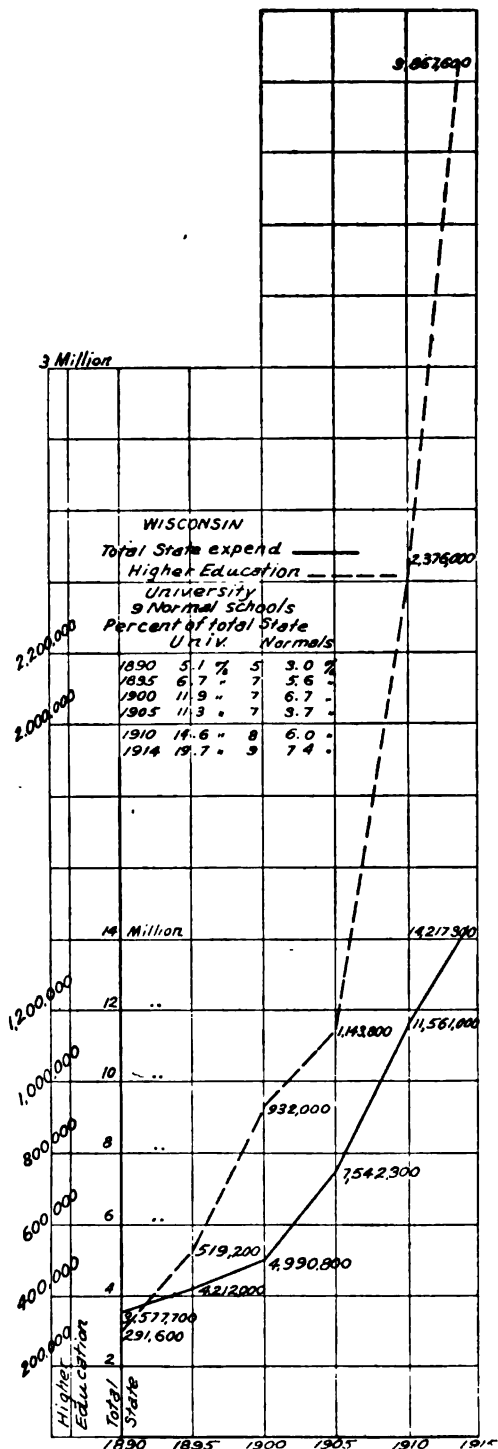 3,867,600
3 Million
WISCONSIN
Total State expend
Higher Education
2,376,000
University
9 Normal schools
Percent of total State
Univ. Normals
2,200,000
1890 5.1 % 5 3.0 %
1895 6.7 " 7 5.6 "
1900 11.9 " 7 6.7 "
1905 11.3 " 7 3.7 "
2,000,000
1910 14.6 " 8 6.0 "
1914 19.7 " 9 7.4 "
14 Million
14,217,300
1,200,000
12 "
1,143,800
11,561,000
1,000,000
10 "
932,000
800,000
8 "
7,542,300
600,000
6 "
519,200
4,990,800
400,000
4
4,212,000
3,577,700
291,600
200,000
2
Higher Education
Total State
1890 1895 1900 1905 1910 1915